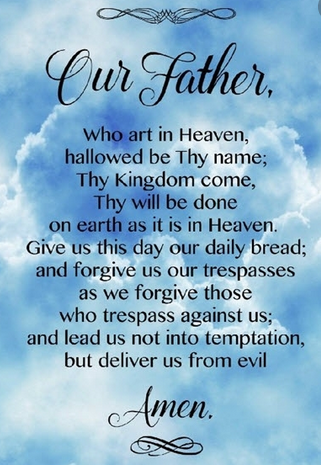 Our Father,
Who art in Heaven,
hallowed be Thy name;
Thy Kingdom come,
Thy will be done
on earth as it is in Heaven.
Give us this day our daily bread;
and forgive us our trespasses
as we forgive those
who trespass against us;
and lead us not into temptation,
but deliver us from evil
Amen.